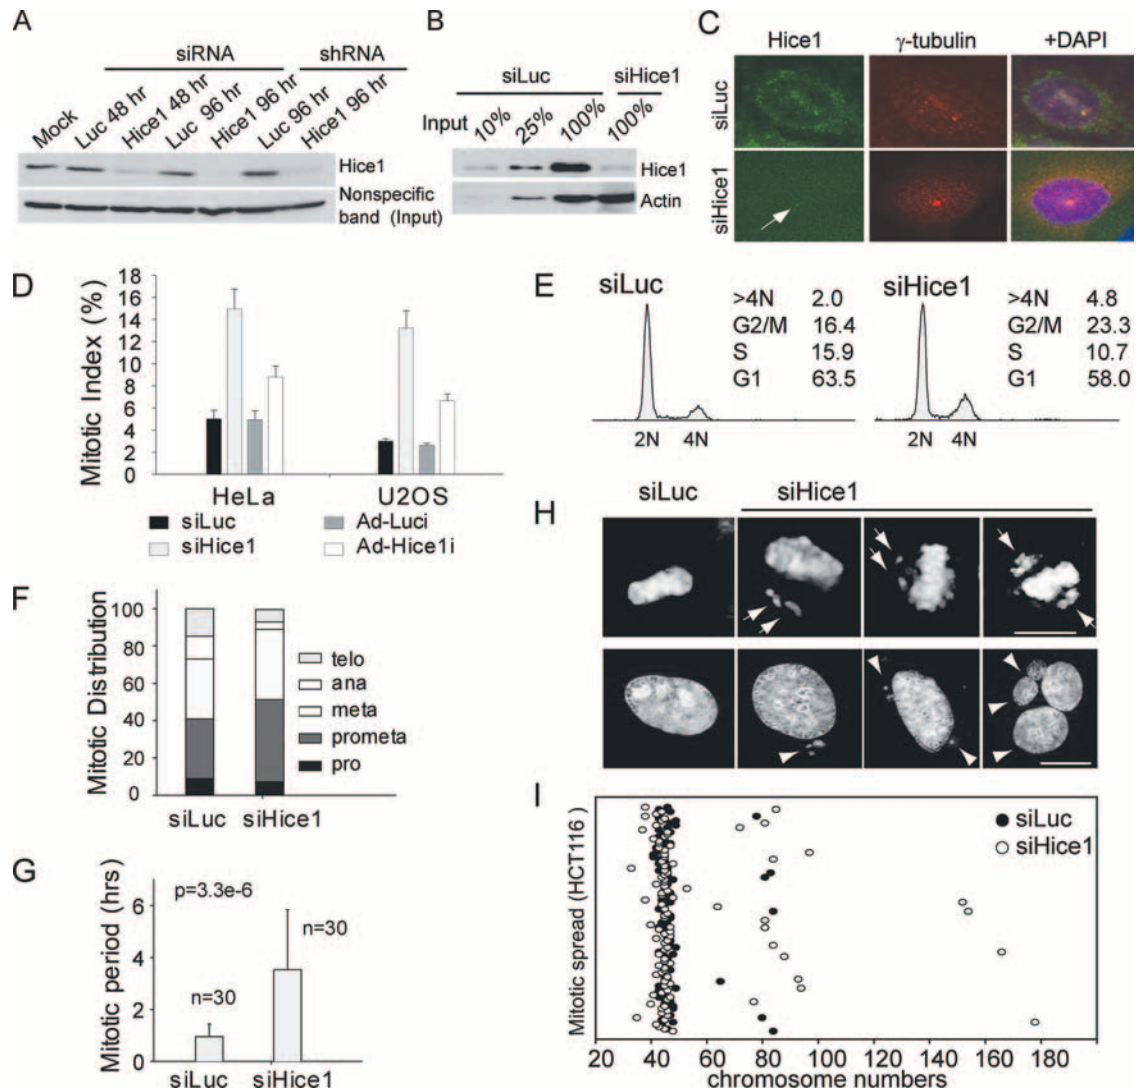 A
siRNA
shRNA
Mock
Luc 48 hr
Hice1 48 hr
Luc 96 hr
Hice1 96 hr
Luc 96 hr
Hice1 96 hr
Hice1
Nonspecific
band (Input)
B
siLuc
siHice1
Input
10%
25%
100%
100%
Hice1
Actin
C
Hice1
γ-tubulin
+DAPI
siLuc
siHice1
D
Mitotic Index (%)
18
16
14
12
10
8
6
4
2
0
HeLa
U2OS
siLuc
Ad-Luci
siHice1
Ad-Hice1i
E
siLuc
>4N 2.0
G2/M 16.4
S 15.9
G1 63.5
2N
4N
siHice1
>4N 4.8
G2/M 23.3
S 10.7
G1 58.0
2N
4N
F
Mitotic Distribution
100
80
60
40
20
0
siLuc
siHice1
telo
ana
meta
prometa
pro
G
Mitotic period (hrs)
6
4
2
0
p=3.3e-6
n=30
n=30
siLuc
siHice1
H
siLuc
siHice1
I
Mitotic spread (HCT116 )
siLuc
siHice1
20 40 60 80 100 120 140 160 180
chromosome numbers